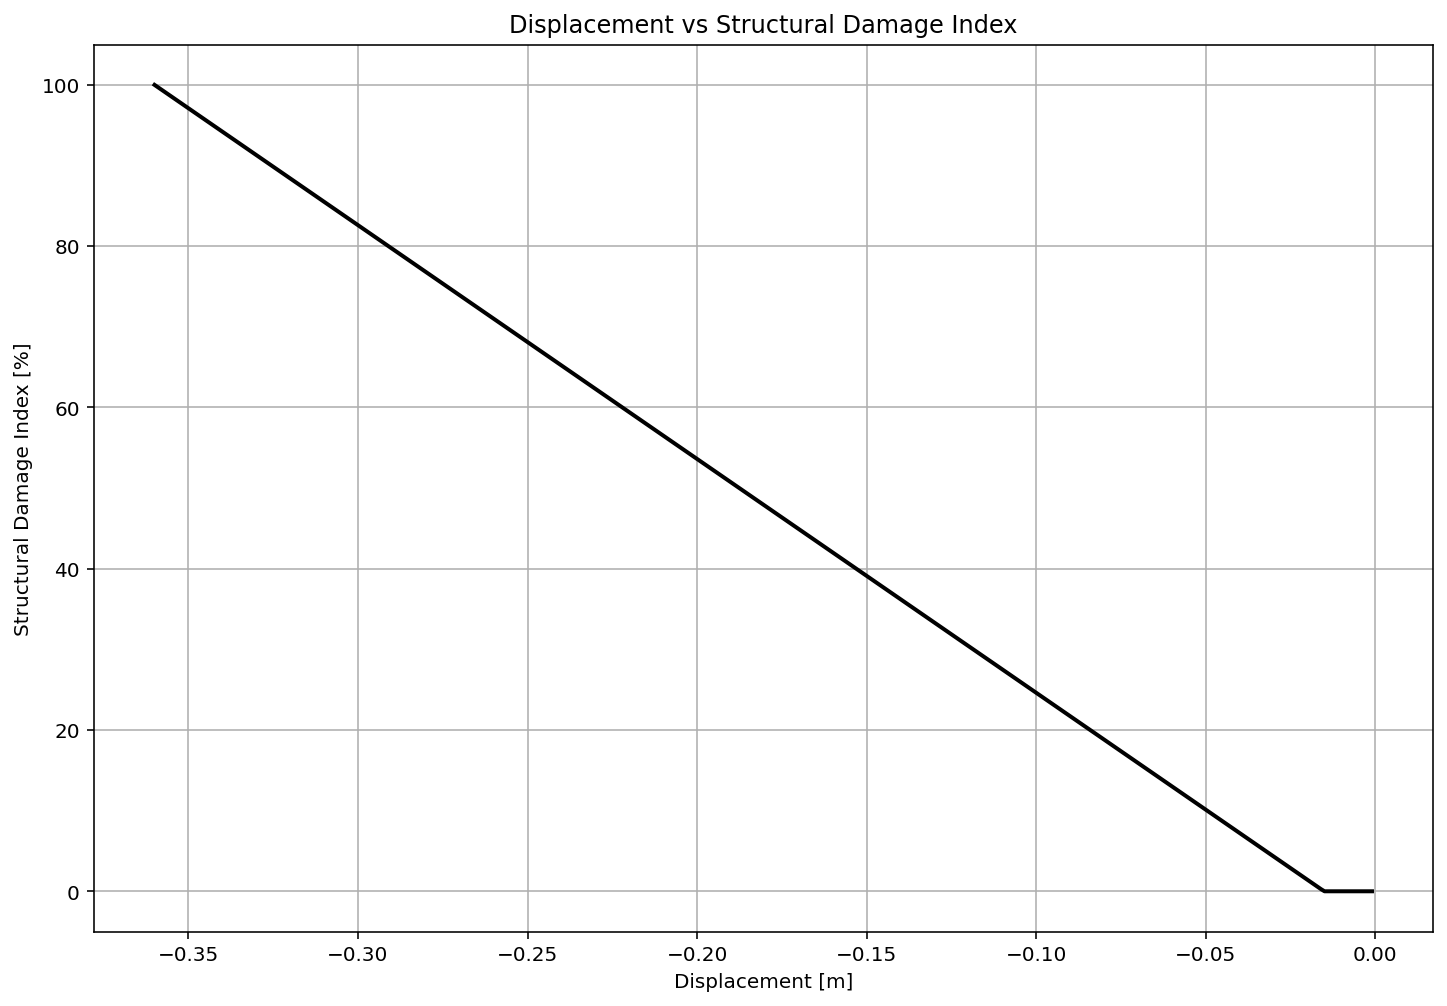 Displacement vs Structural Damage Index
Structural Damage Index [%]
100
80
60
40
20
0
−0.35 −0.30 −0.25 −0.20 −0.15 −0.10 −0.05 0.00
Displacement [m]